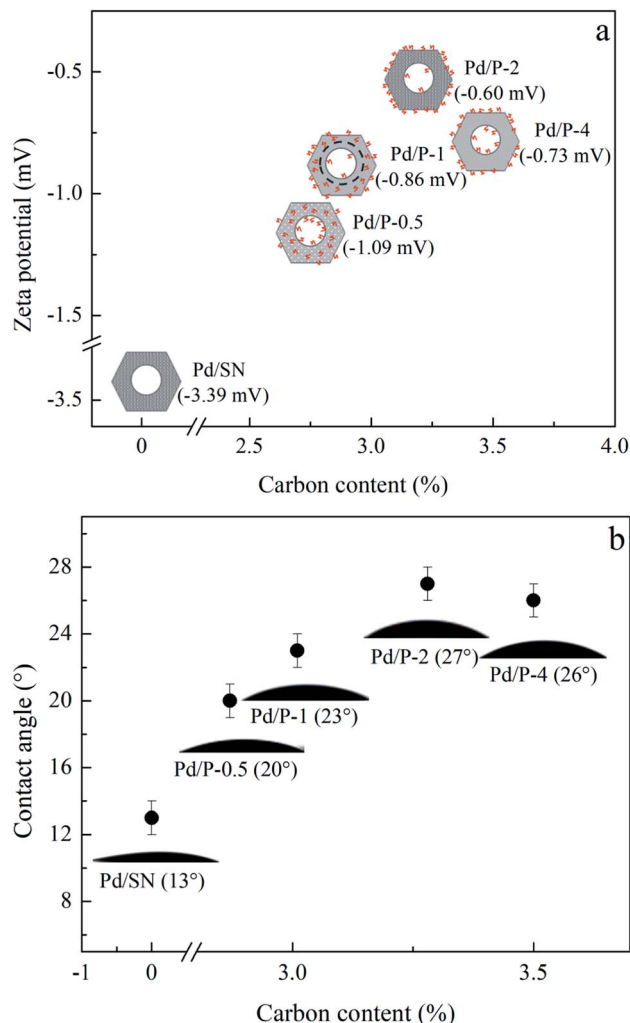 a
-0.5
-1.0
-1.5
-3.5
Zeta potential (mV)
Pd/P-2
(-0.60 mV)
Pd/P-4
(-0.73 mV)
Pd/P-1
(-0.86 mV)
Pd/P-0.5
(-1.09 mV)
Pd/SN
(-3.39 mV)
0 2.5 3.0 3.5 4.0
Carbon content (%)
b
28
24
20
16
12
8
Contact angle (°)
Pd/P-2 (27°)
Pd/P-4 (26°)
Pd/P-1 (23°)
Pd/P-0.5 (20°)
Pd/SN (13°)
-1 0 3.0 3.5
Carbon content (%)